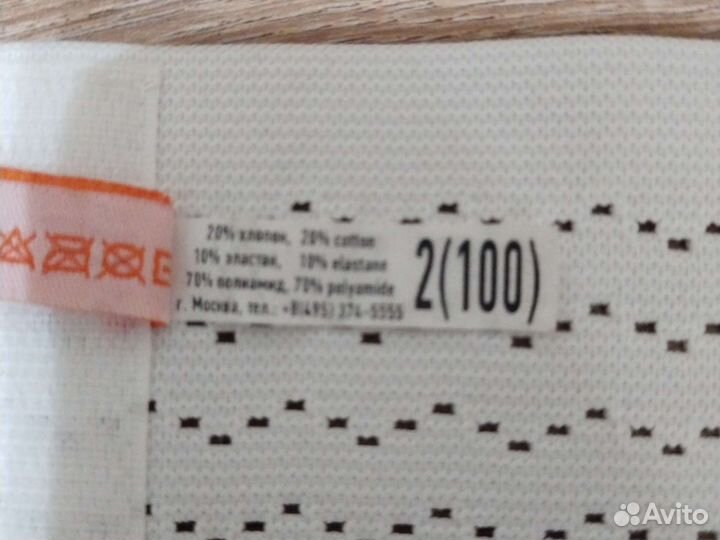 20% хлопок, 20% cotton
10% эластан, 10% elastane
70% полиамид, 70% polyamide
г. Москва, тел.: +8(495) 374-5555
2(100)
Avito